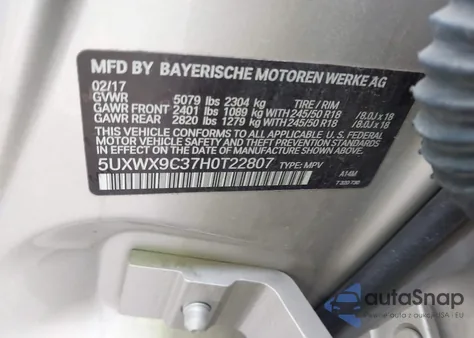 MFD BY BAYERISCHE MOTOREN WERKE AG
02/17
GVWR 5079 lbs 2304 kg TIRE / RIM
GAWR FRONT 2401 lbs 1089 kg WITH 245/50 R18 / 8.0J x 18
GAWR REAR 2820 lbs 1279 kg WITH 245/50 R18 / 8.0J x 18
THIS VEHICLE CONFORMS TO ALL APPLICABLE
U.S. FEDERAL MOTOR VEHICLE SAFETY, BUMPER
AND THEFT PREVENTION STANDARDS
IN EFFECT ON THE DATE OF
MANUFACTURE SHOWN ABOVE.
5UXWX9C37H0T22807 TYPE: MPV A14M
autoSnap